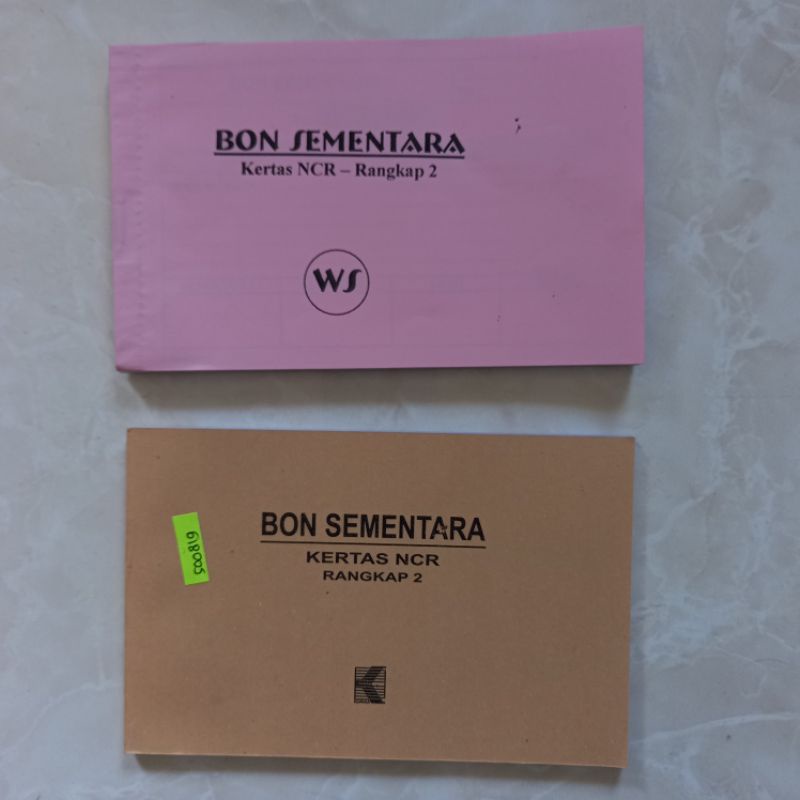 BON SEMENTARA
Kertas NCR – Rangkap 2
WS
BON SEMENTARA
KERTAS NCR
RANGKAP 2
K